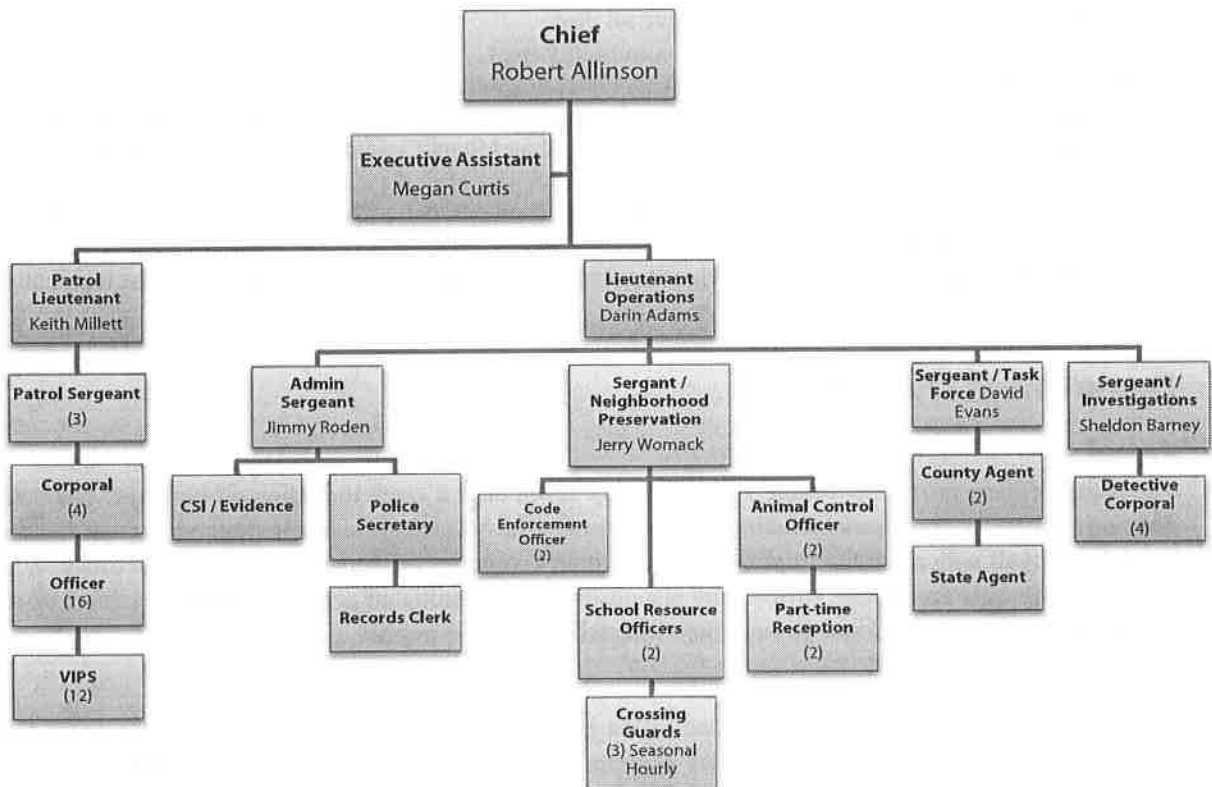 Chief
Robert Allinson
Executive Assistant
Megan Curtis
Patrol
Lieutenant
Keith Millett
Lieutenant
Operations
Darin Adams
Patrol Sergeant
(3)
Corporal
(4)
Officer
(16)
VIPS
(12)
Admin
Sergeant
Jimmy Roden
CSI / Evidence
Police
Secretary
Records Clerk
Sergant /
Neighborhood
Preservation
Jerry Womack
Code
Enforcement
Officer
(2)
School Resource
Officers
(2)
Crossing
Guards
(3) Seasonal
Hourly
Animal Control
Officer
(2)
Part-time
Reception
(2)
Sergeant / Task
Force David
Evans
County Agent
(2)
State Agent
Sergeant /
Investigations
Sheldon Barney
Detective
Corporal
(4)